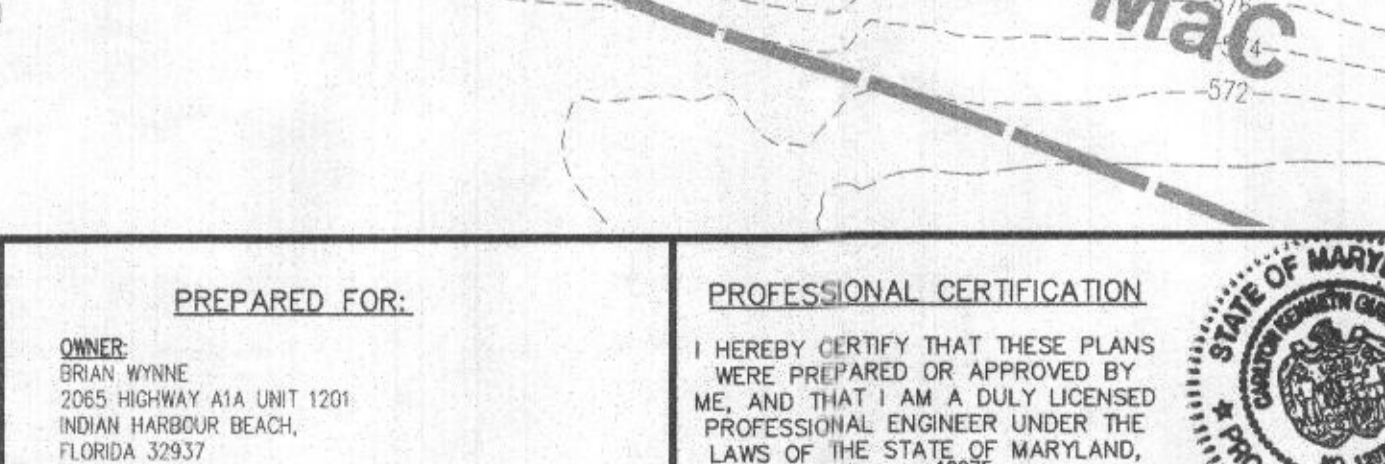 MaC
572
PREPARED FOR:
OWNER:
BRIAN WYNNE
2065 HIGHWAY A1A UNIT 1201
INDIAN HARBOUR BEACH,
FLORIDA 32937
PROFESSIONAL CERTIFICATION
I HEREBY CERTIFY THAT THESE PLANS
WERE PREPARED OR APPROVED BY
ME, AND THAT I AM A DULY LICENSED
PROFESSIONAL ENGINEER UNDER THE
LAWS OF THE STATE OF MARYLAND,
STATE OF
CARLTON KENNETH